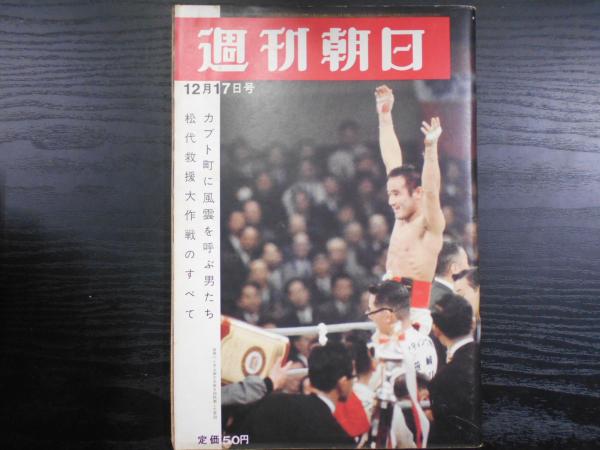 週刊朝日
12月17日号
カブト町に風雲を呼ぶ男たち
松代救援大作戦のすべて
定価50円